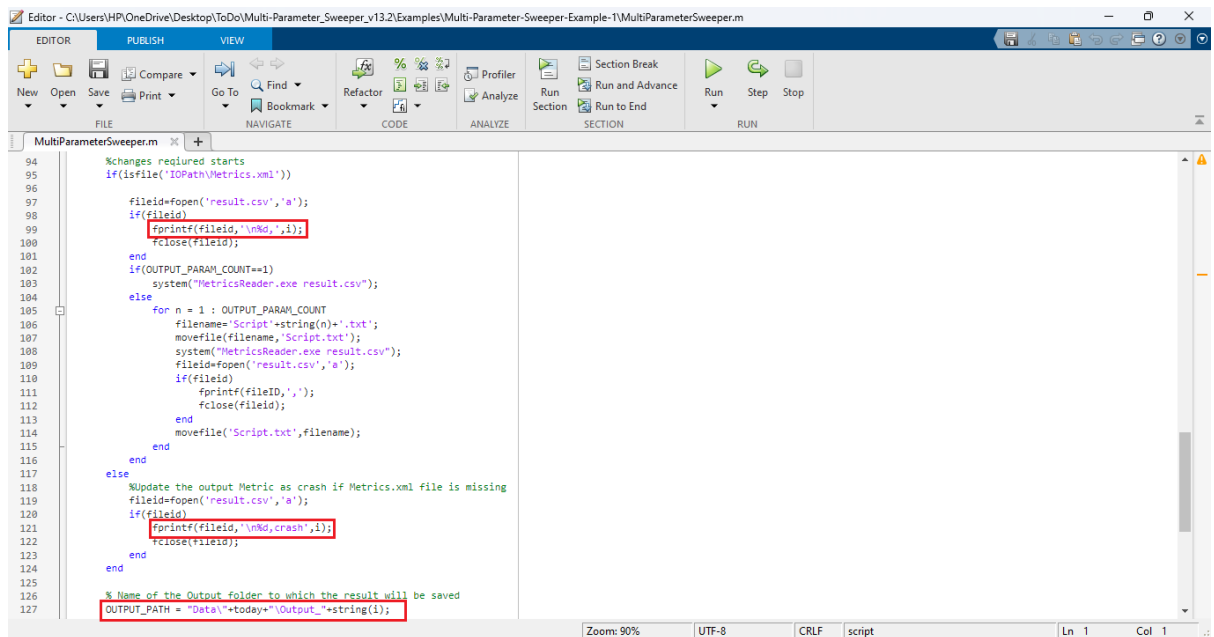 Editor - C:\Users\HP\OneDrive\Desktop\ToDo\Multi-Parameter_Sweeper_v13.2\Examples\Multi-Parameter-Sweeper-Example-1\MultiParameterSweeper.m
EDITOR PUBLISH VIEW
New Open Save Compare Print
Go To Find Bookmark
Refactor
Profiler Analyze
Run Section Section Break Run and Advance Run to End
Run Step Stop
FILE NAVIGATE CODE ANALYZE SECTION RUN
MultiParameterSweeper.m
94 %changes reqiured starts
95 if(isfile('IOPath\Metrics.xml'))
96
97 fileid=fopen('result.csv','a');
98 if(fileid)
99 fprintf(fileid,'\n%d,',i);
100 fclose(fileid);
101 end
102 if(OUTPUT_PARAM_COUNT==1)
103 system("MetricsReader.exe result.csv");
104 else
105 for n = 1 : OUTPUT_PARAM_COUNT
106 filename='Script'+string(n)+'.txt';
107 movefile(filename,'Script.txt');
108 system("MetricsReader.exe result.csv");
109 fileid=fopen('result.csv','a');
110 if(fileid)
111 fprintf(fileID,',');
112 fclose(fileid);
113 end
114 movefile('Script.txt',filename);
115 end
116 end
117 else
118 %Update the output Metric as crash if Metrics.xml file is missing
119 fileid=fopen('result.csv','a');
120 if(fileid)
121 fprintf(fileid,'\n%d,crash',i);
122 fclose(fileid);
123 end
124 end
125
126 % Name of the Output folder to which the result will be saved
127 OUTPUT_PATH = "Data\"+today+"\Output_"+string(i);
Zoom: 90% UTF-8 CRLF script Ln 1 Col 1